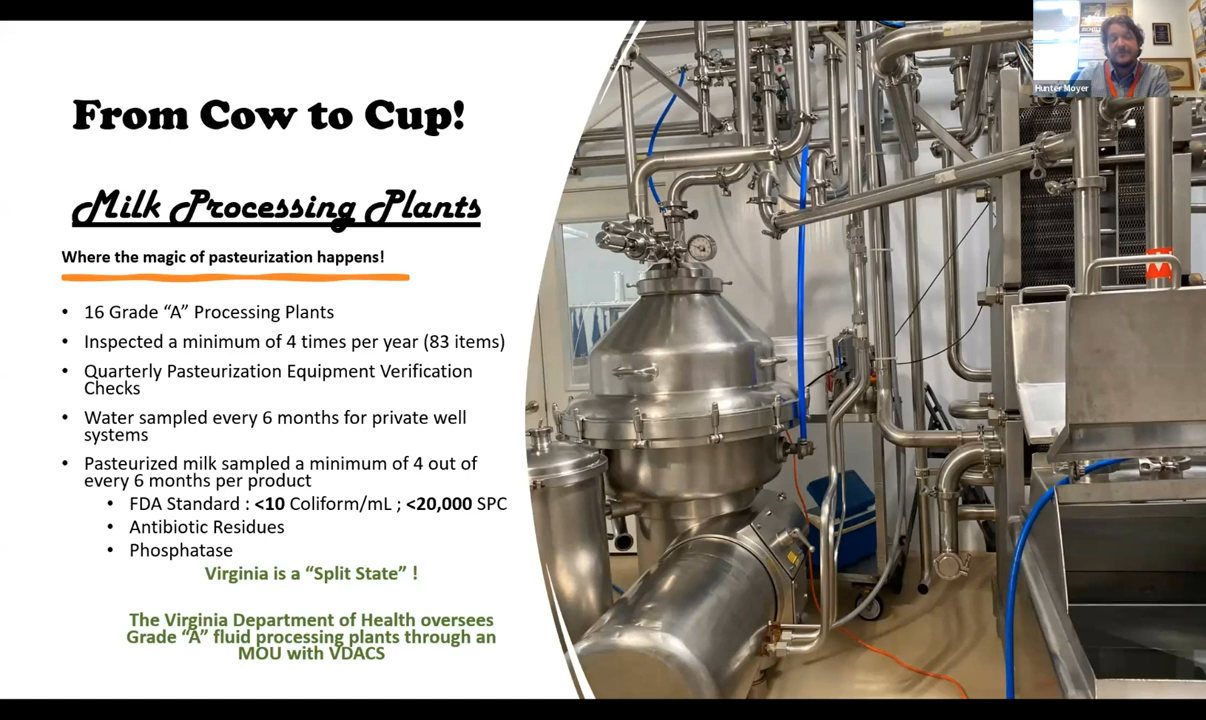 From Cow to Cup!
Milk Processing Plants
Where the magic of pasteurization happens!
• 16 Grade “A” Processing Plants
• Inspected a minimum of 4 times per year (83 items)
• Quarterly Pasteurization Equipment Verification
Checks
• Water sampled every 6 months for private well
systems
• Pasteurized milk sampled a minimum of 4 out of
every 6 months per product
• FDA Standard : <10 Coliform/mL ; <20,000 SPC
• Antibiotic Residues
• Phosphatase
Virginia is a “Split State” !
The Virginia Department of Health oversees
Grade “A” fluid processing plants through an
MOU with VDACS
Hunter Moyer